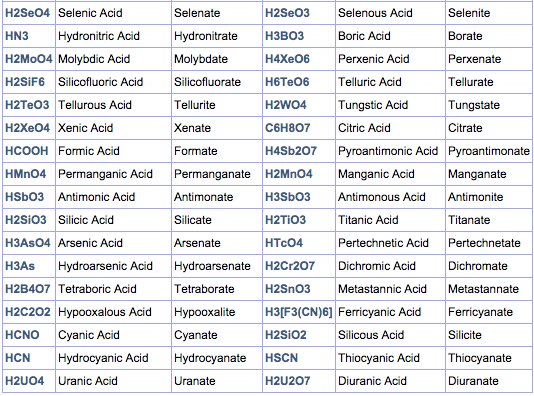 H2SeO4 Selenic Acid Selenate H2SeO3 Selenous Acid Selenite
HN3 Hydronitric Acid Hydronitrate H3BO3 Boric Acid Borate
H2MoO4 Molybdic Acid Molybdate H4XeO6 Perxenic Acid Perxenate
H2SiF6 Silicofluoric Acid Silicofluorate H6TeO6 Telluric Acid Tellurate
H2TeO3 Tellurous Acid Tellurite H2WO4 Tungstic Acid Tungstate
H2XeO4 Xenic Acid Xenate C6H8O7 Citric Acid Citrate
HCOOH Formic Acid Formate H4Sb2O7 Pyroantimonic Acid Pyroantimonate
HMnO4 Permanganic Acid Permanganate H2MnO4 Manganic Acid Manganate
HSbO3 Antimonic Acid Antimonate H3SbO3 Antimonous Acid Antimonite
H2SiO3 Silicic Acid Silicate H2TiO3 Titanic Acid Titanate
H3AsO4 Arsenic Acid Arsenate HTcO4 Pertechnetic Acid Pertechnetate
H3As Hydroarsenic Acid Hydroarsenate H2Cr2O7 Dichromic Acid Dichromate
H2B4O7 Tetraboric Acid Tetraborate H2SnO3 Metastannic Acid Metastannate
H2C2O2 Hypooxalous Acid Hypooxalite H3[F3(CN)6] Ferricyanic Acid Ferricyanate
HCNO Cyanic Acid Cyanate H2SiO2 Silicous Acid Silicite
HCN Hydrocyanic Acid Hydrocyanate HSCN Thiocyanic Acid Thiocyanate
H2UO4 Uranic Acid Uranate H2U2O7 Diuranic Acid Diuranate